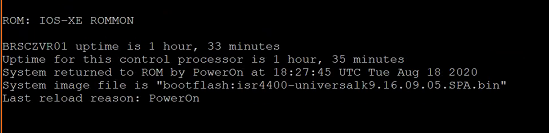 ROM: IOS-XE ROMMON
BRSCZVR01 uptime is 1 hour, 33 minutes
Uptime for this control processor is 1 hour, 35 minutes
System returned to ROM by PowerOn at 18:27:45 UTC Tue Aug 18 2020
System image file is "bootflash:isr4400-universalk9.16.09.05.SPA.bin"
Last reload reason: PowerOn